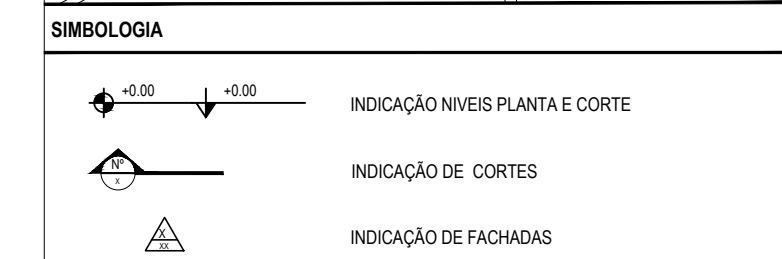 SIMBOLOGIA
+0.00 +0.00 INDICAÇÃO NIVEIS PLANTA E CORTE
Nº
x
INDICAÇÃO DE CORTES
X
XX
INDICAÇÃO DE FACHADAS